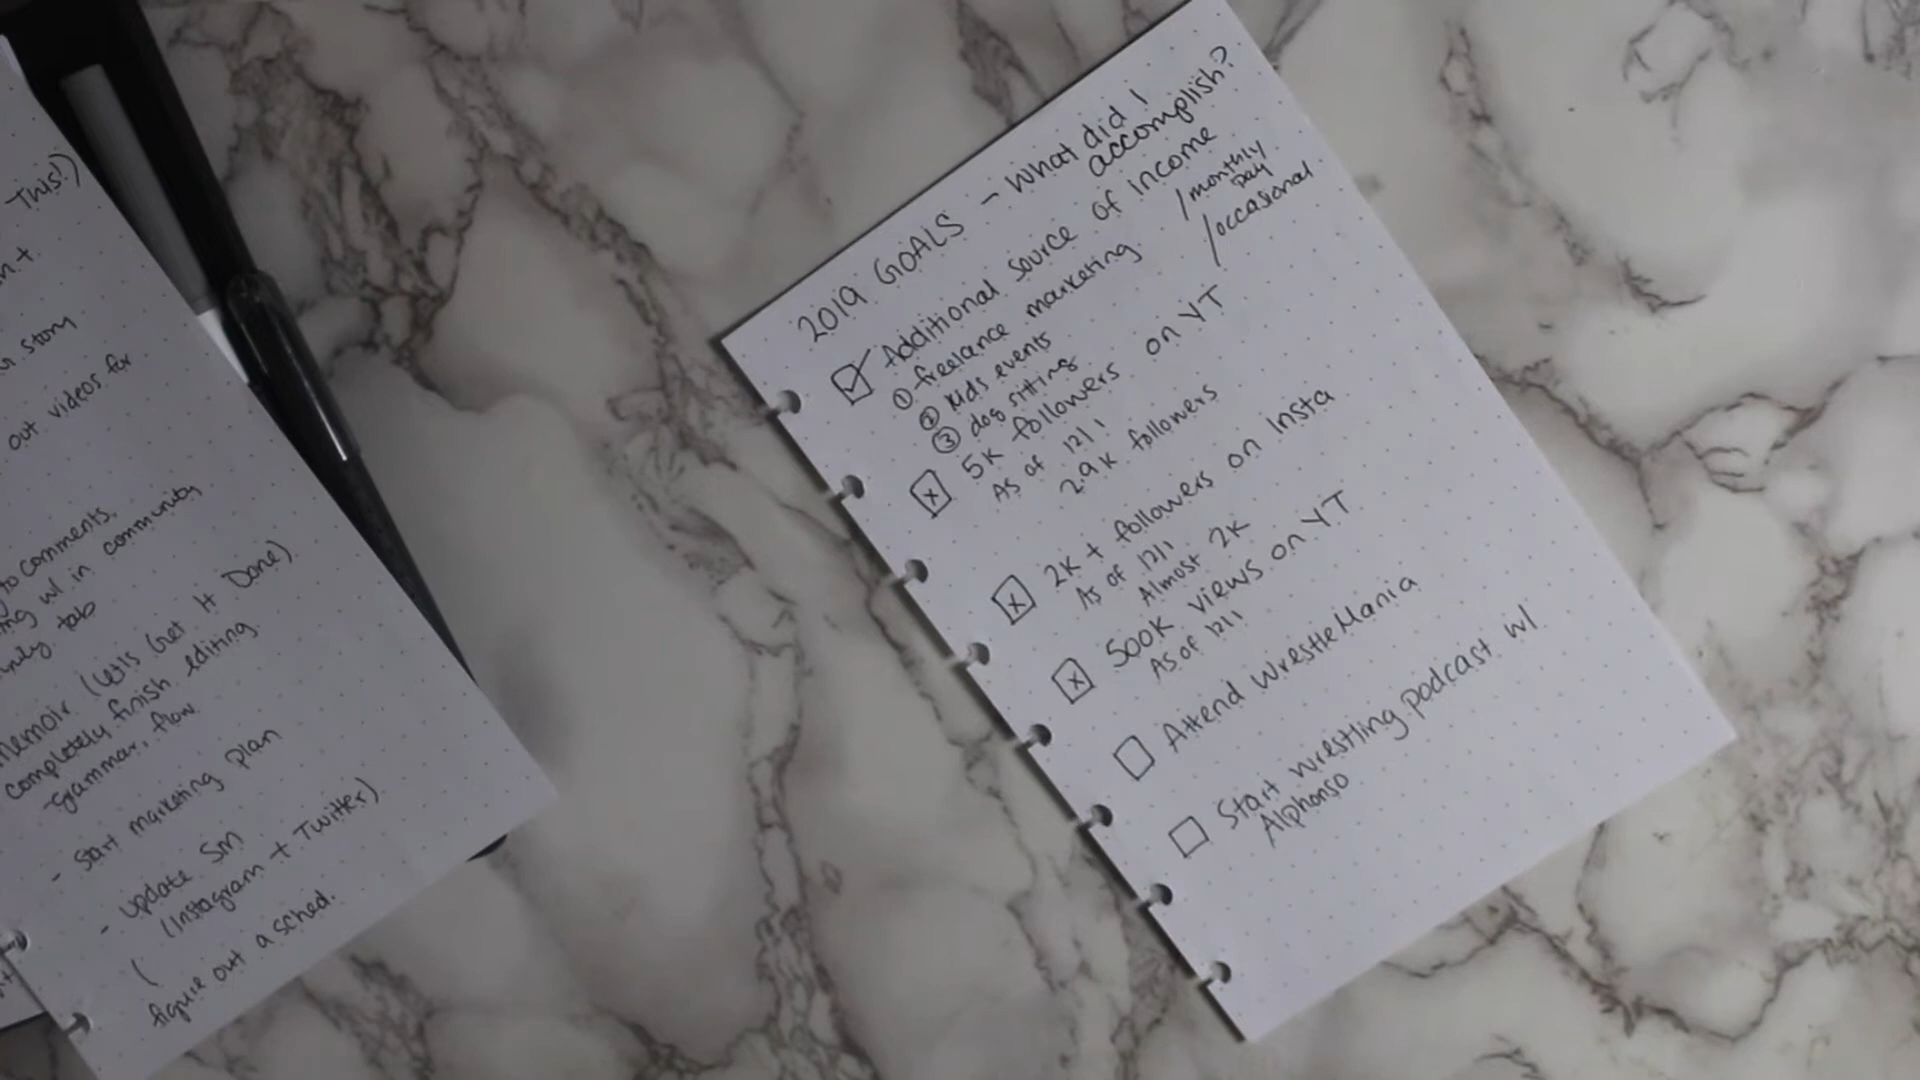 This!)
story
out videos for
to comments,
w/ in community
tab
memoir (Let's Get It Done)
completely finish editing
- grammar, flow
- Start marketing plan
- update SM
(Instagram + Twitter)
(
figure out a sched.
2019 GOALS - What did I
accomplish?
Additional source of income
① freelance marketing /monthly
pay
② Mds events /occasional
③ dog sitting
x 5K followers on YT
As of 12/1
2.9K followers
x 2K+ followers on Insta
As of 12/1
Almost 2K
x 500K views on YT
As of 12/1
Attend WrestleMania
Start wrestling podcast w/
Alphonso